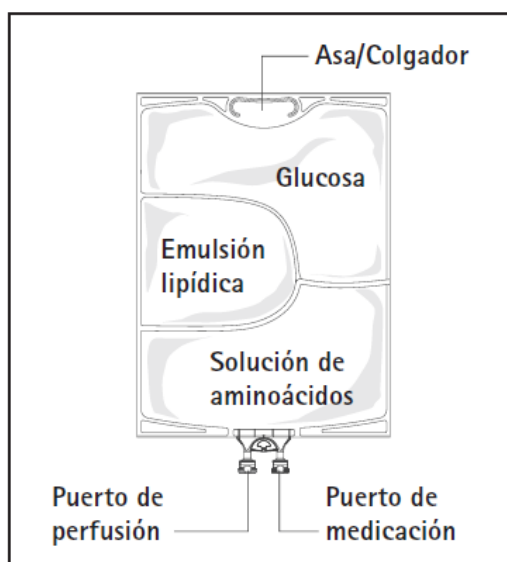 Asa/Colgador
Glucosa
Emulsión
lipídica
Solución de
aminoácidos
Puerto de
perfusión
Puerto de
medicación